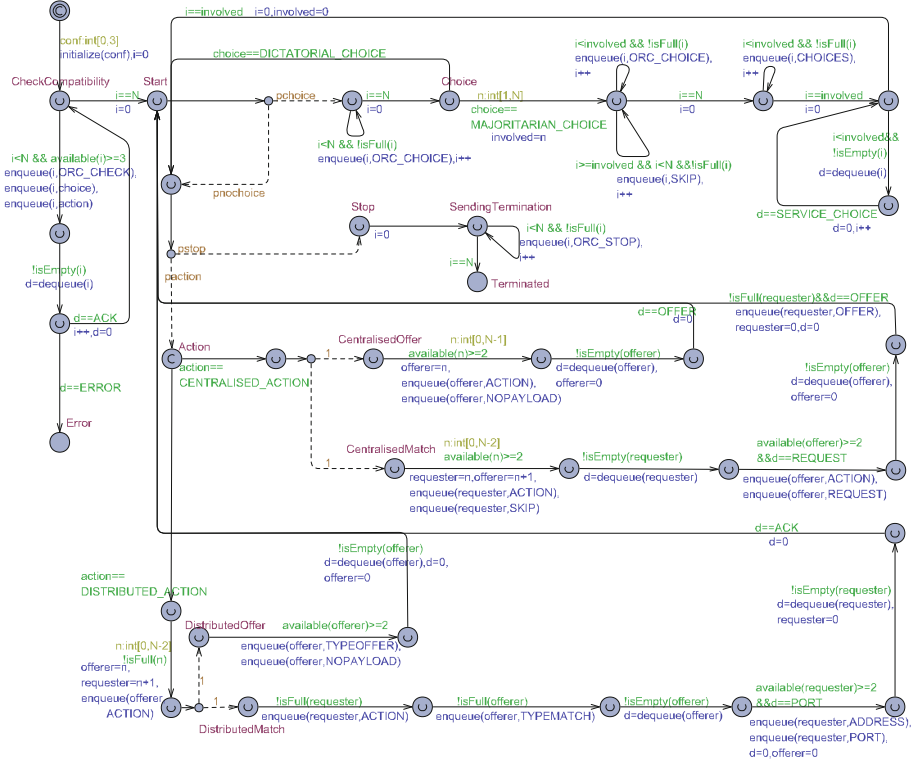 i==involved i=0,involved=0
conf:int[0,3]
initialize(conf),i=0
choice==DICTATORIAL_CHOICE
i<involved && !isFull(i)
enqueue(i,ORC_CHOICE),
i++
i<involved && !isFull(i)
enqueue(i,CHOICES),
i++
CheckCompatibility
i==N
i=0
Start
pchoice
i==N
i=0
Choice
n:int[1,N]
choice==
MAJORITARIAN_CHOICE
involved=n
i==N
i=0
i==involved
i=0
i<N && !isFull(i)
enqueue(i,ORC_CHOICE),i++
i<involved&&
!isEmpty(i)
d=dequeue(i)
i<N && available(i)>=3
enqueue(i,ORC_CHECK),
enqueue(i,choice),
enqueue(i,action)
i>=involved && i<N &&!isFull(i)
enqueue(i,SKIP),
i++
pnochoice
d==SERVICE_CHOICE
d=0,i++
Stop
i=0
SendingTermination
i<N && !isFull(i)
enqueue(i,ORC_STOP),
i++
i==N
Terminated
pstop
paction
!isEmpty(i)
d=dequeue(i)
d==ACK
i++,d=0
d==OFFER
d=0
!isFull(requester)&&d==OFFER
enqueue(requester,OFFER),
requester=0,d=0
Action
action==
CENTRALISED_ACTION
1
CentralisedOffer
n:int[0,N-1]
available(n)>=2
offerer=n,
enqueue(offerer,ACTION),
enqueue(offerer,NOPAYLOAD)
!isEmpty(offerer)
d=dequeue(offerer),
offerer=0
!isEmpty(offerer)
d=dequeue(offerer),
offerer=0
d==ERROR
Error
1
CentralisedMatch
n:int[0,N-2]
available(n)>=2
requester=n,offerer=n+1,
enqueue(requester,ACTION),
enqueue(requester,SKIP)
!isEmpty(requester)
d=dequeue(requester)
available(offerer)>=2
&&d==REQUEST
enqueue(offerer,ACTION),
enqueue(offerer,REQUEST)
d==ACK
d=0
!isEmpty(offerer)
d=dequeue(offerer),d=0,
offerer=0
action==
DISTRIBUTED_ACTION
!isEmpty(requester)
d=dequeue(requester),
requester=0
DistributedOffer
available(offerer)>=2
enqueue(offerer,TYPEOFFER),
enqueue(offerer,NOPAYLOAD)
n:int[0,N-2]
!isFull(n)
offerer=n,
requester=n+1,
enqueue(offerer,
ACTION)
1
1
DistributedMatch
!isFull(requester)
enqueue(requester,ACTION)
!isFull(offerer)
enqueue(offerer,TYPEMATCH)
!isEmpty(offerer)
d=dequeue(offerer)
available(requester)>=2
&&d==PORT
enqueue(requester,ADDRESS),
enqueue(requester,PORT),
d=0,offerer=0